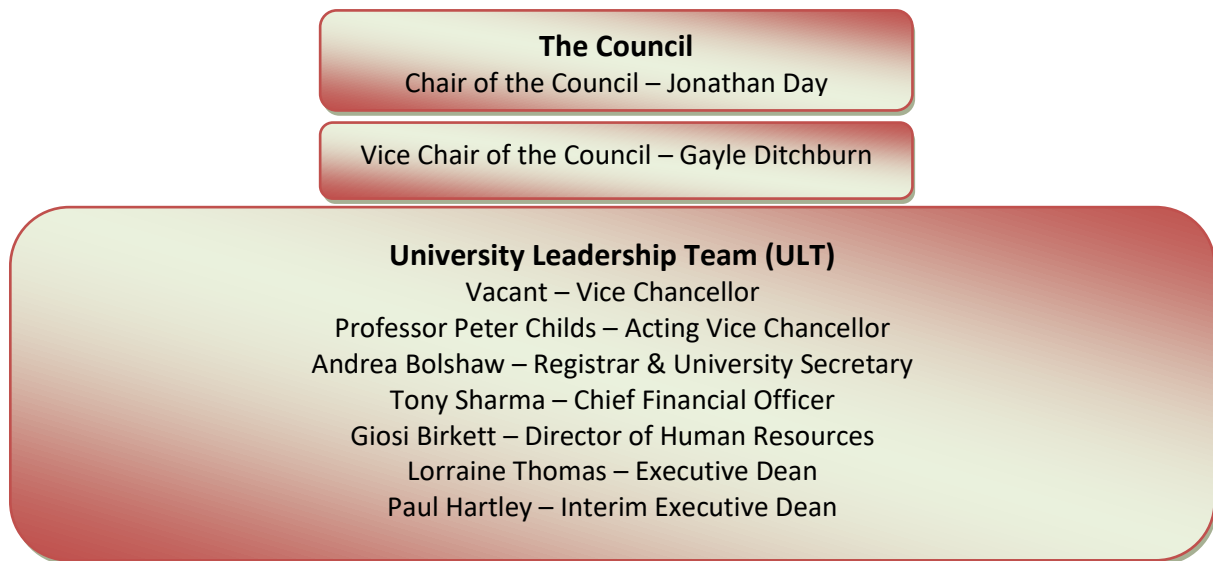 The Council
Chair of the Council – Jonathan Day
Vice Chair of the Council – Gayle Ditchburn
University Leadership Team (ULT)
Vacant – Vice Chancellor
Professor Peter Childs – Acting Vice Chancellor
Andrea Bolshaw – Registrar & University Secretary
Tony Sharma – Chief Financial Officer
Giosi Birkett – Director of Human Resources
Lorraine Thomas – Executive Dean
Paul Hartley – Interim Executive Dean